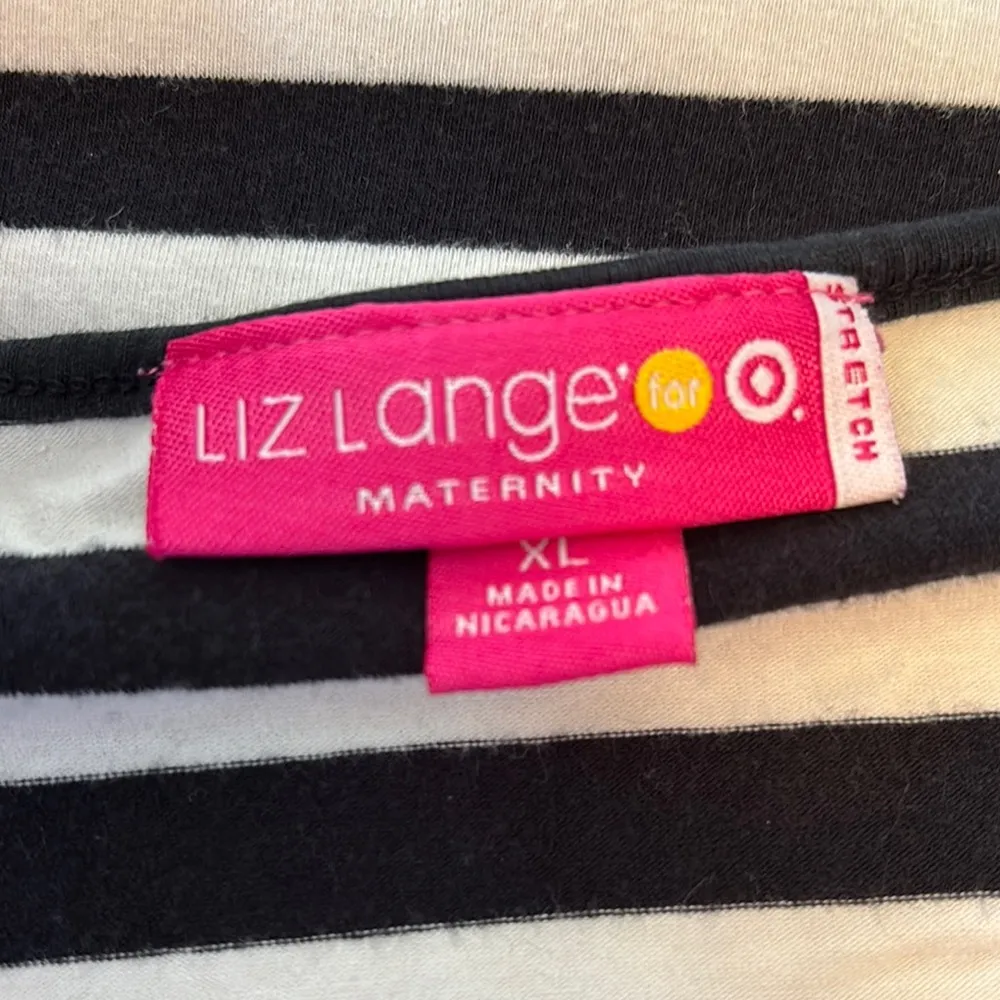 LIZ Lange for
MATERNITY
STRETCH
XL
MADE IN
NICARAGUA